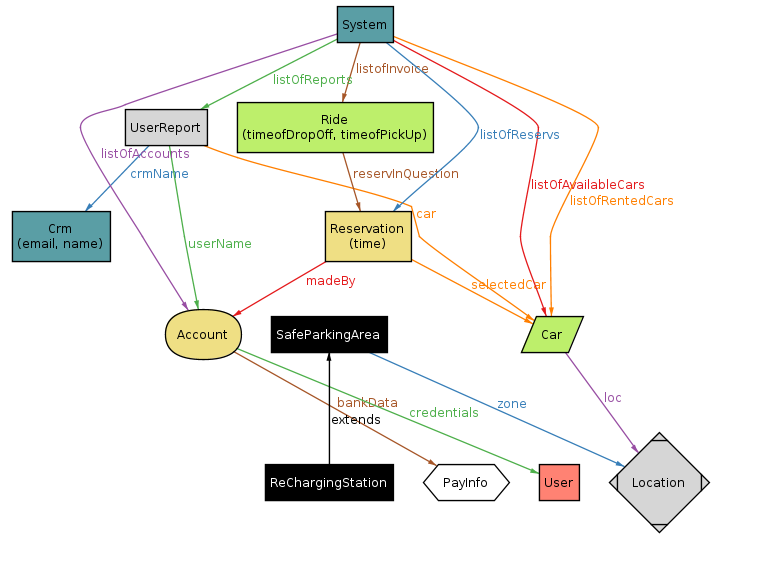 System
listofInvoice
listOfReports
UserReport
Ride
(timeofDropOff, timeofPickUp)
listOfReservs
listOfAccounts
crmName
reservInQuestion
listOfAvailableCars
listOfRentedCars
car
Crm
(email, name)
userName
Reservation
(time)
madeBy
selectedCar
Account
SafeParkingArea
Car
bankData
extends
credentials
zone
loc
ReChargingStation
PayInfo
User
Location